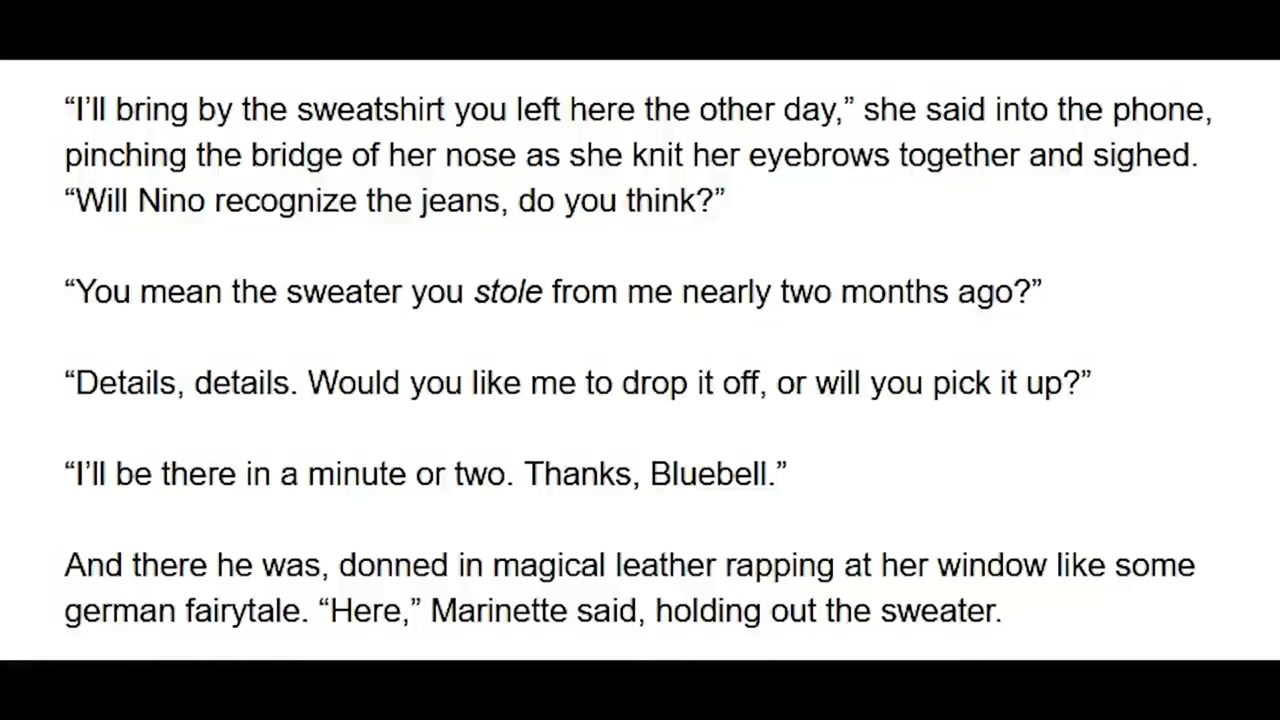 “I’ll bring by the sweatshirt you left here the other day,” she said into the phone,
pinching the bridge of her nose as she knit her eyebrows together and sighed.
“Will Nino recognize the jeans, do you think?”
“You mean the sweater you stole from me nearly two months ago?”
“Details, details. Would you like me to drop it off, or will you pick it up?”
“I’ll be there in a minute or two. Thanks, Bluebell.”
And there he was, donned in magical leather rapping at her window like some
german fairytale. “Here,” Marinette said, holding out the sweater.